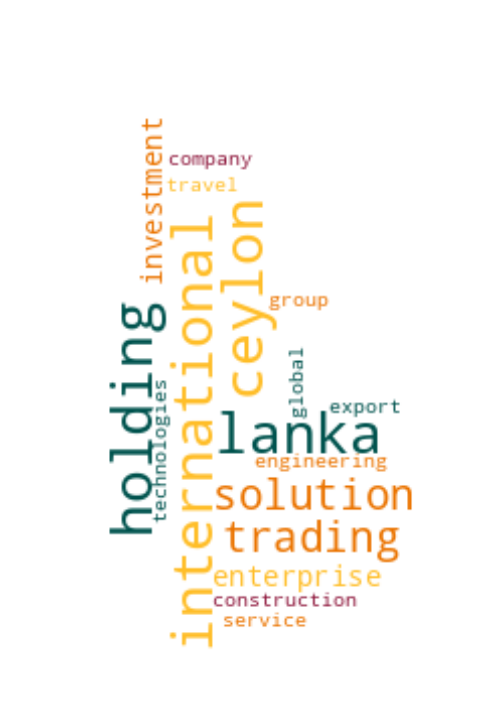 investment
company
travel
international
ceylon
group
holding
technologies
global
export
lanka
engineering
solution
trading
enterprise
construction
service